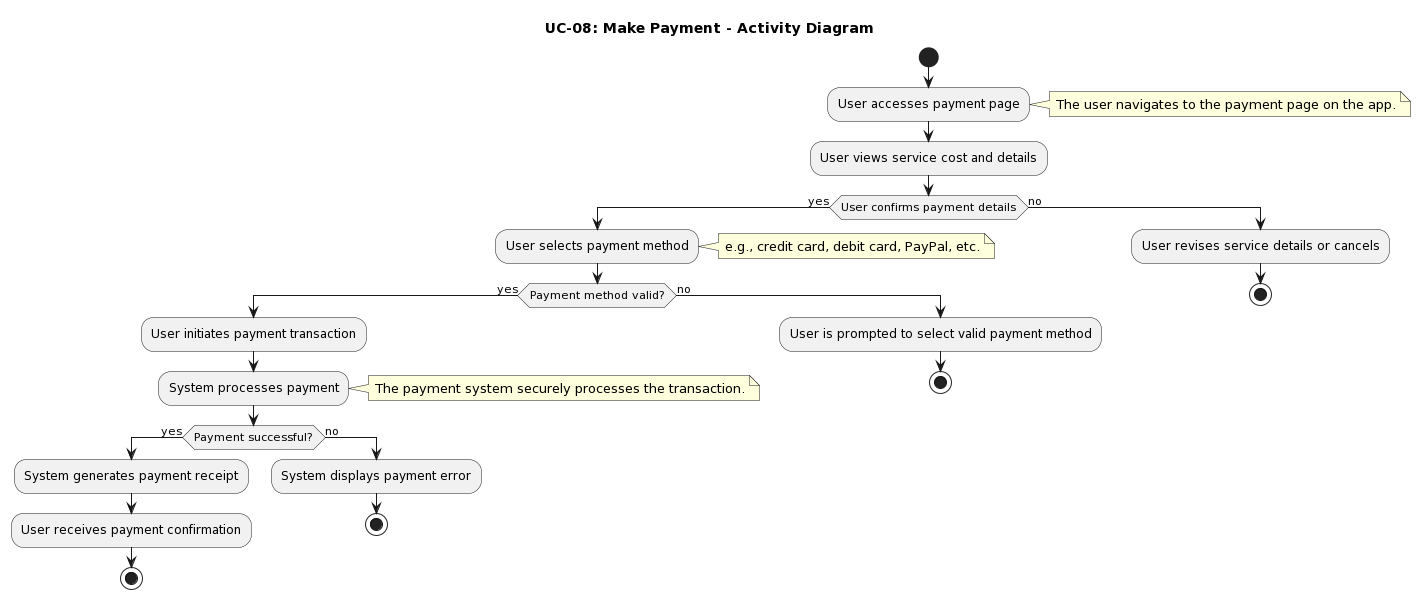 UC-08: Make Payment - Activity Diagram
User accesses payment page
The user navigates to the payment page on the app.
User views service cost and details
yes
User confirms payment details
no
User selects payment method
e.g., credit card, debit card, PayPal, etc.
User revises service details or cancels
yes
Payment method valid?
no
User initiates payment transaction
User is prompted to select valid payment method
System processes payment
The payment system securely processes the transaction.
yes
Payment successful?
no
System generates payment receipt
System displays payment error
User receives payment confirmation